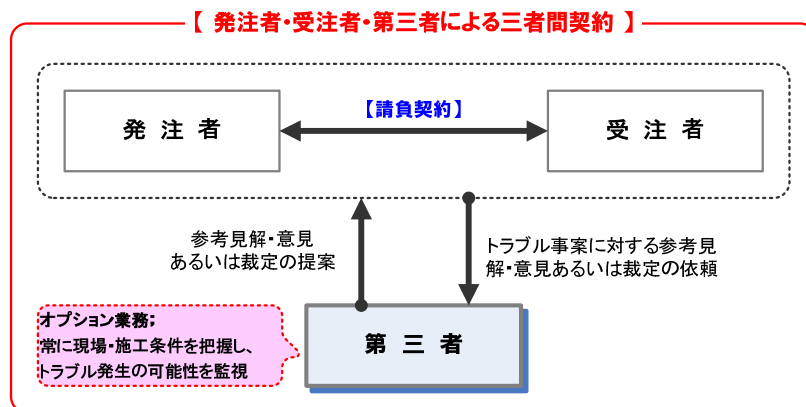 【 発注者・受注者・第三者による三者間契約 】
【請負契約】
発 注 者
受 注 者
参考見解・意見
あるいは裁定の提案
トラブル事案に対する参考見
解・意見あるいは裁定の依頼
オプション業務;
常に現場・施工条件を把握し、
トラブル発生の可能性を監視
第 三 者